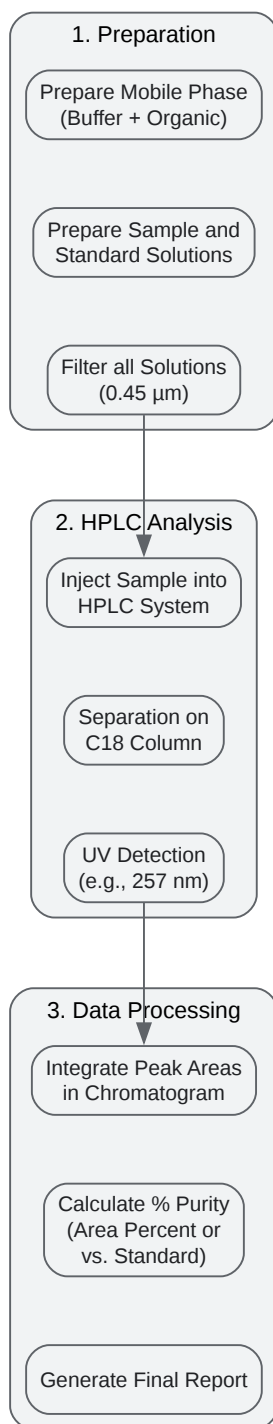 1. Preparation
Prepare Mobile Phase
(Buffer + Organic)
Prepare Sample and
Standard Solutions
Filter all Solutions
(0.45 µm)
2. HPLC Analysis
Inject Sample into
HPLC System
Separation on
C18 Column
UV Detection
(e.g., 257 nm)
3. Data Processing
Integrate Peak Areas
in Chromatogram
Calculate % Purity
(Area Percent or
vs. Standard)
Generate Final Report